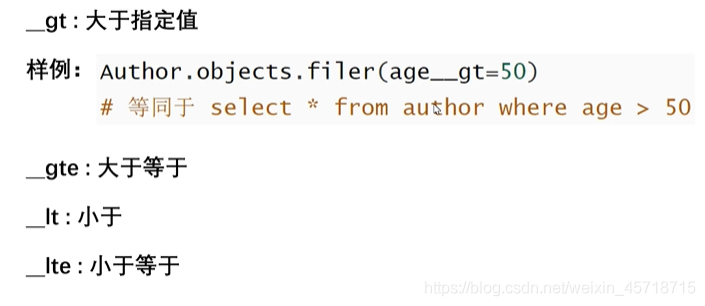 __gt : 大于指定值
样例： Author.objects.filer(age__gt=50)
# 等同于 select * from author where age > 50
__gte : 大于等于
__lt : 小于
__lte : 小于等于
https://blog.csdn.net/weixin_45718715